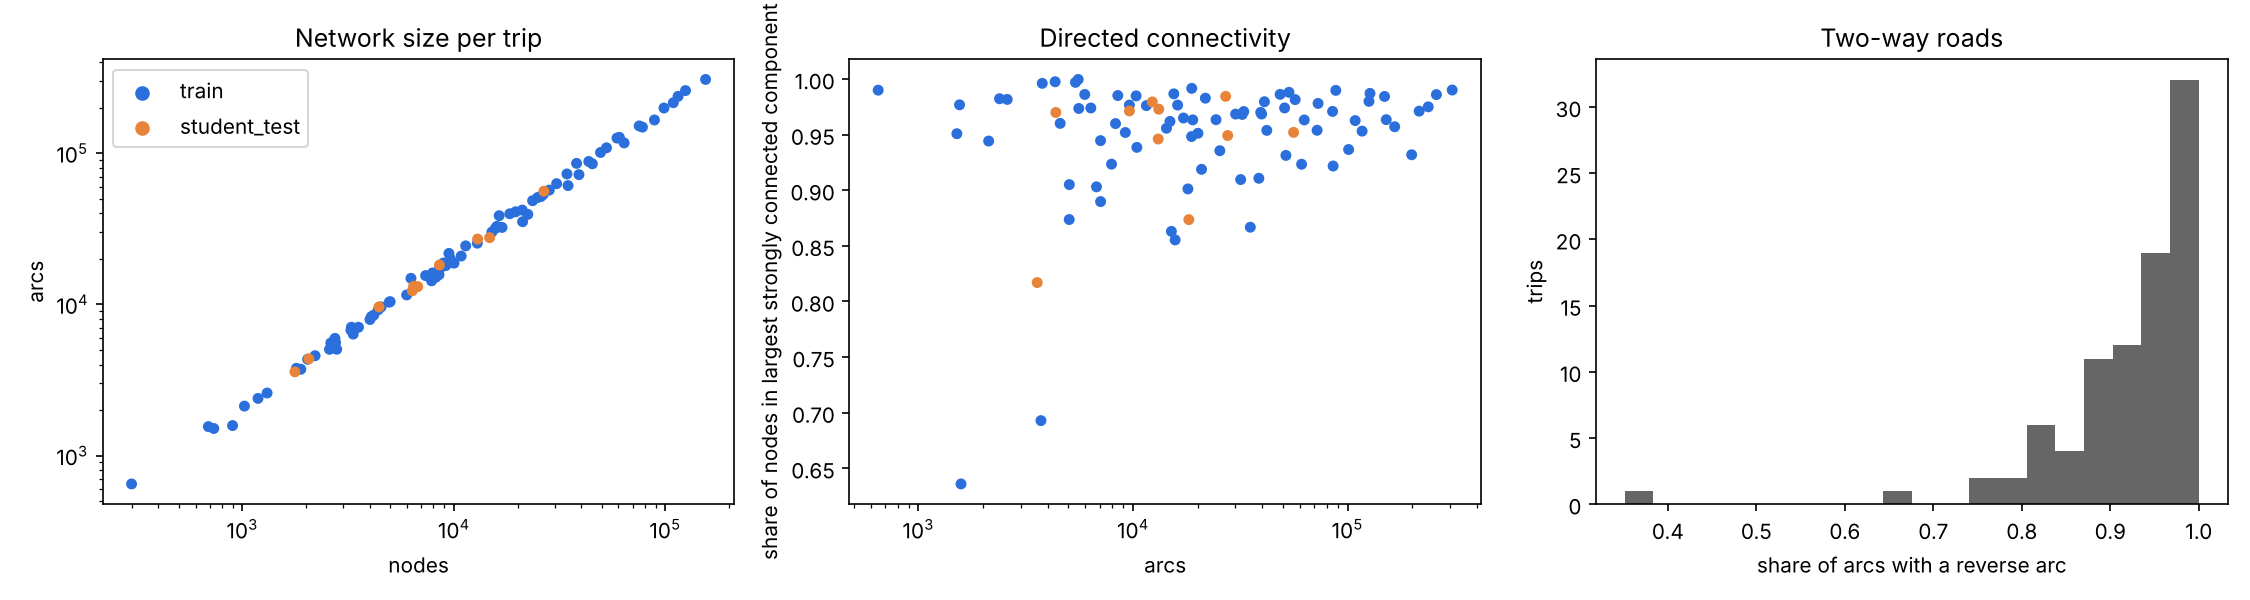 Network size per trip
train
student_test
arcs
10^5
10^4
10^3
10^3
10^4
10^5
nodes
Directed connectivity
share of nodes in largest strongly connected component
1.00
0.95
0.90
0.85
0.80
0.75
0.70
0.65
10^3
10^4
10^5
arcs
Two-way roads
trips
30
25
20
15
10
5
0
0.4
0.5
0.6
0.7
0.8
0.9
1.0
share of arcs with a reverse arc